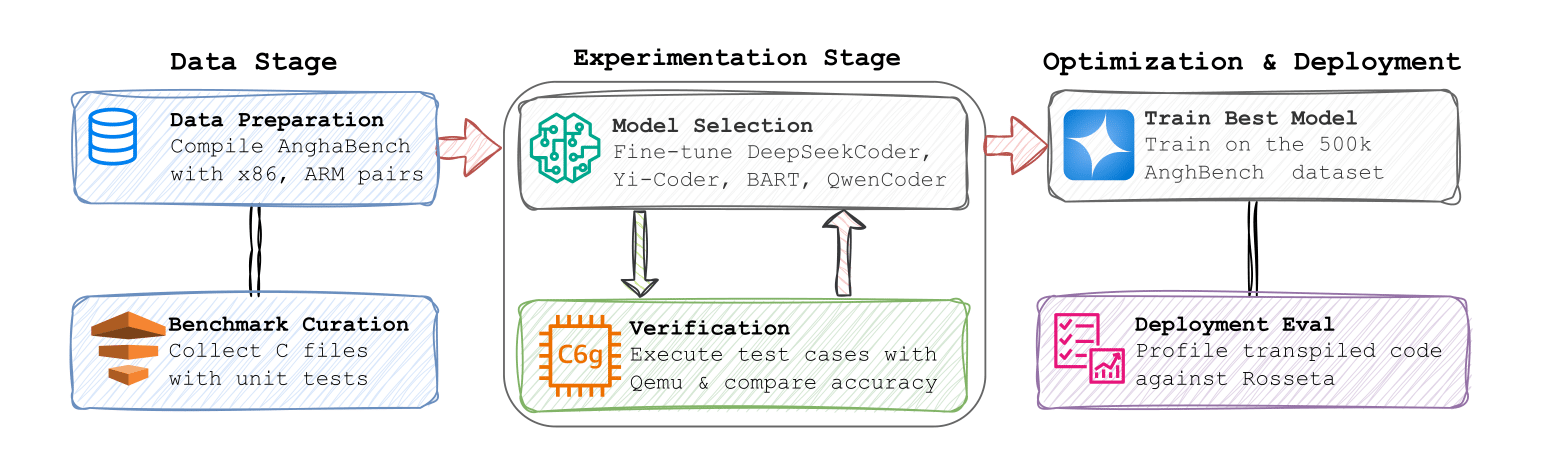 Data Stage
Data Preparation
Compile AnghaBench
with x86, ARM pairs
Benchmark Curation
Collect C files
with unit tests
Experimentation Stage
Model Selection
Fine-tune DeepSeekCoder,
Yi-Coder, BART, QwenCoder
C6g
Verification
Execute test cases with
Qemu & compare accuracy
Optimization & Deployment
Train Best Model
Train on the 500k
AnghBench dataset
Deployment Eval
Profile transpiled code
against Rosseta